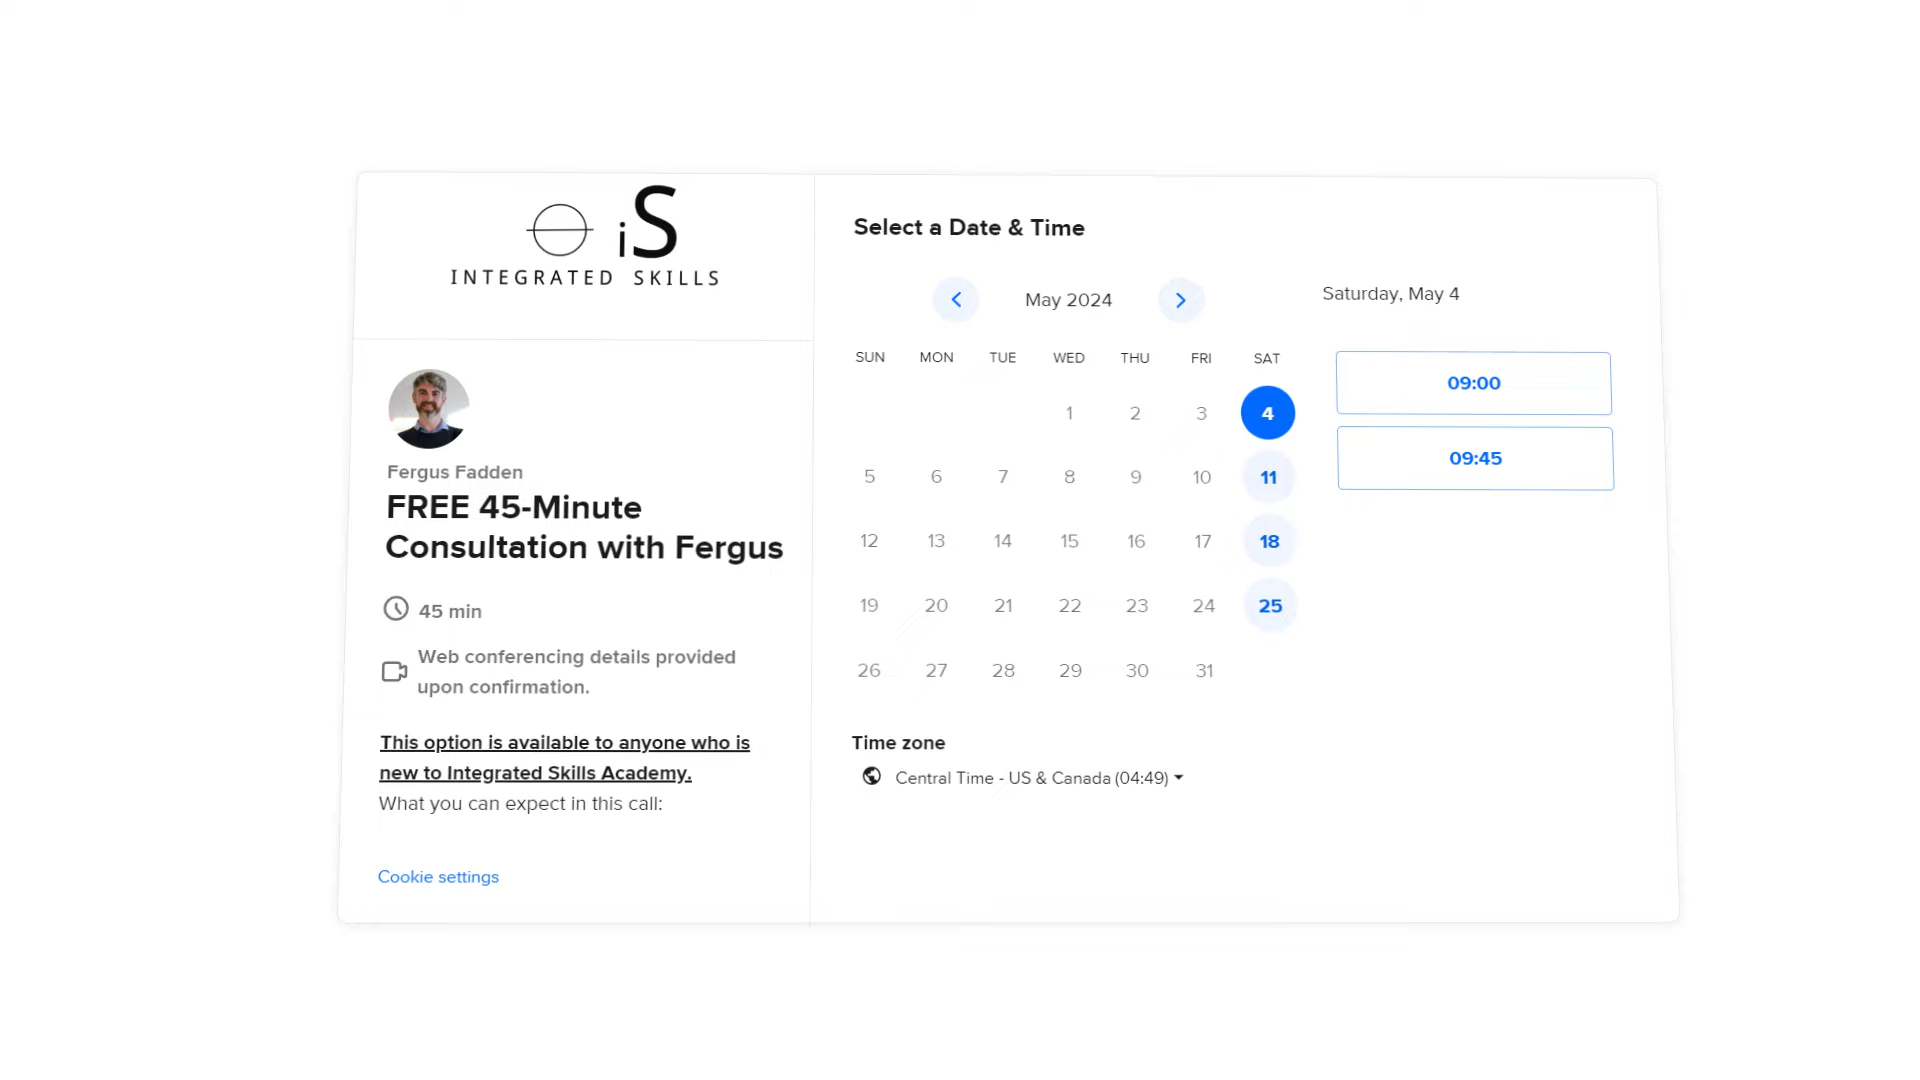 iS
INTEGRATED SKILLS
Fergus Fadden
FREE 45-Minute
Consultation with Fergus
45 min
Web conferencing details provided
upon confirmation.
This option is available to anyone who is
new to Integrated Skills Academy.
What you can expect in this call:
Cookie settings
Select a Date & Time
May 2024
SUN MON TUE WED THU FRI SAT
1 2 3 4
5 6 7 8 9 10 11
12 13 14 15 16 17 18
19 20 21 22 23 24 25
26 27 28 29 30 31
Time zone
Central Time - US & Canada (04:49)
Saturday, May 4
09:00
09:45